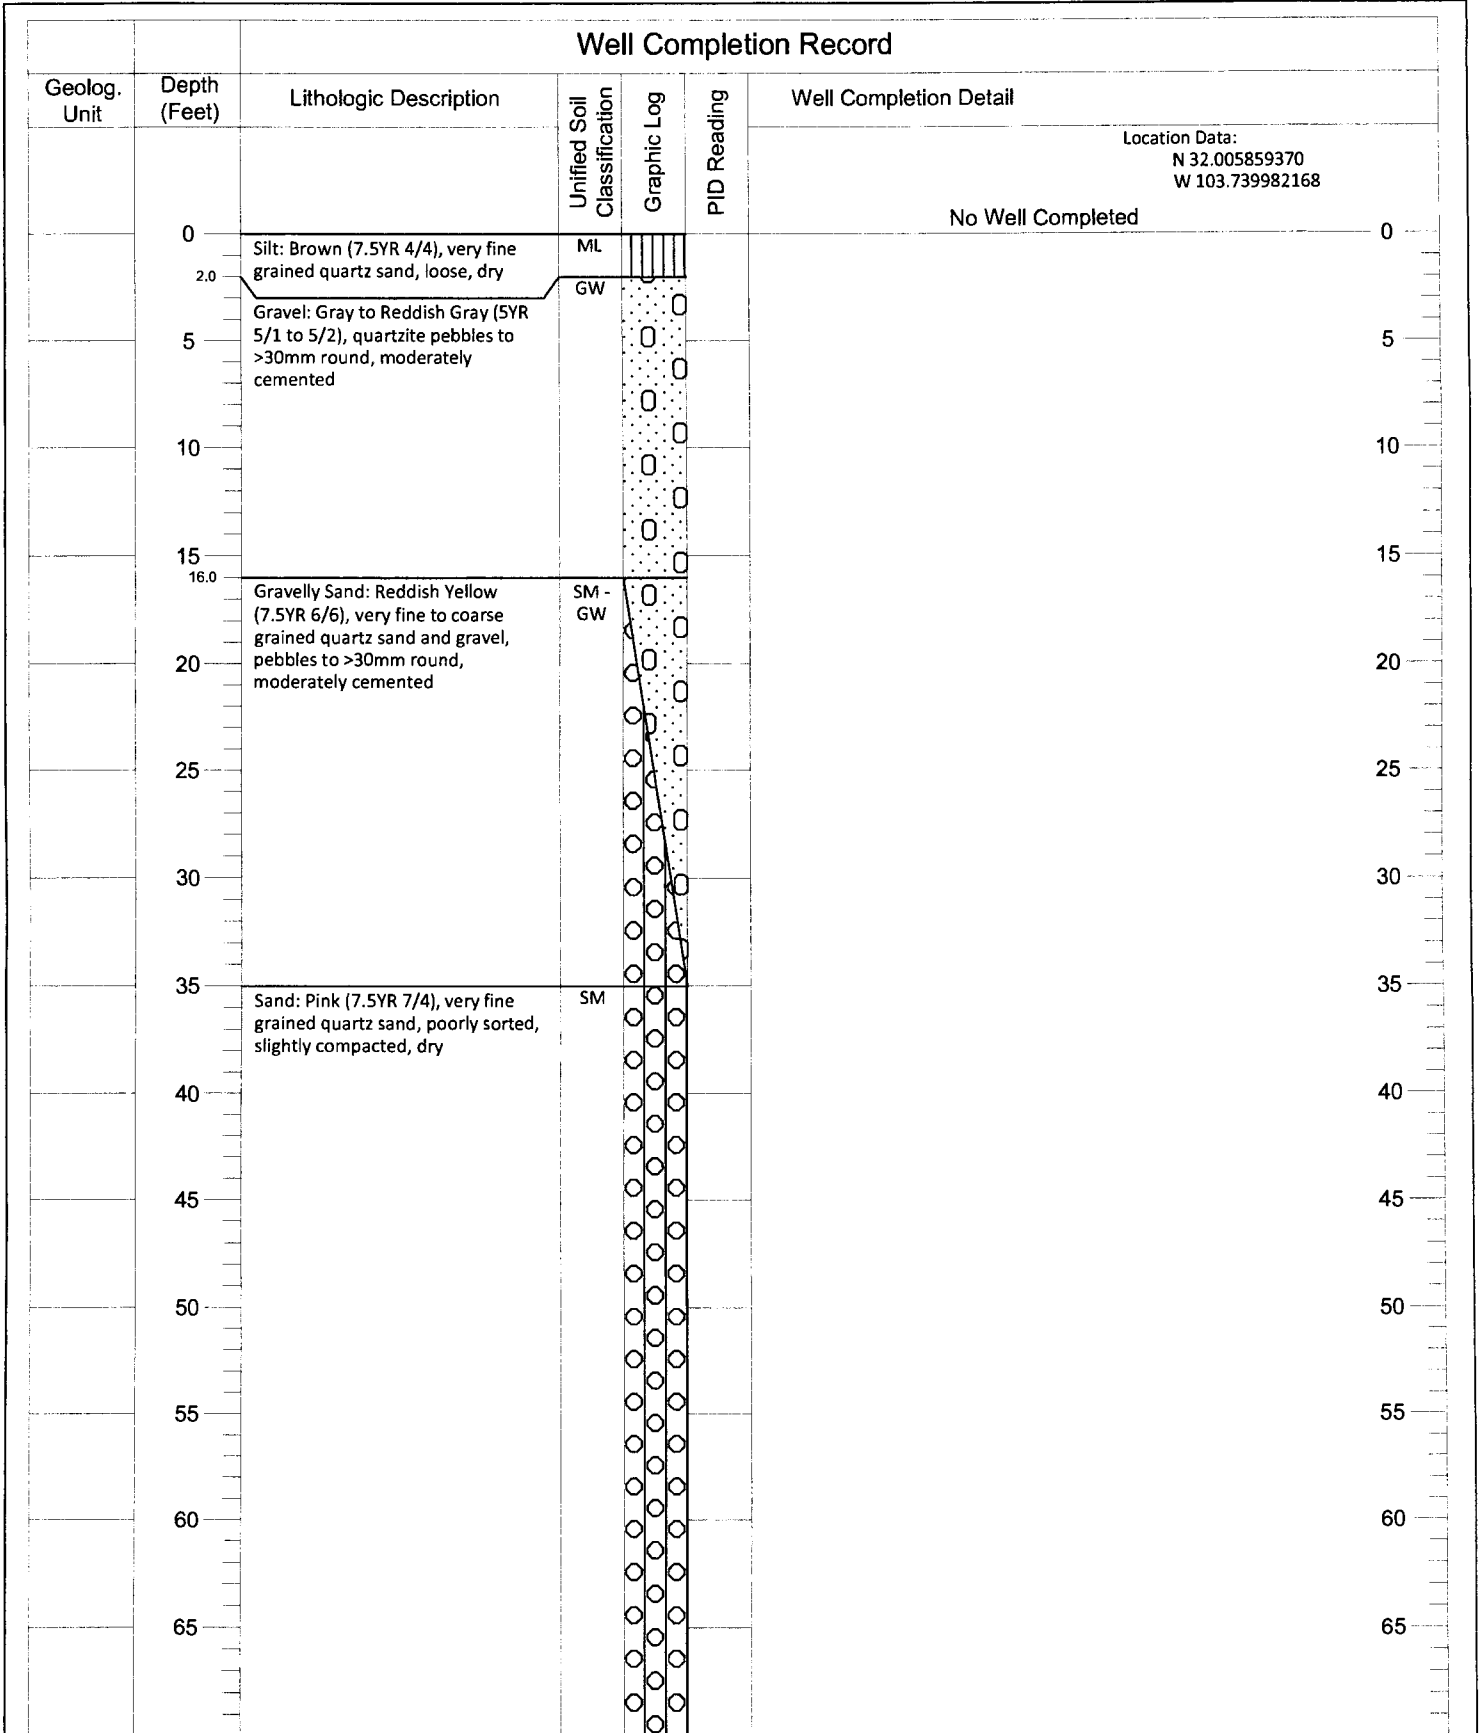 Well Completion Record
Geolog.
Unit
Depth
(Feet)
Lithologic Description
Unified Soil
Classification
Graphic Log
PID Reading
Well Completion Detail
Location Data:
N 32.005859370
W 103.739982168
No Well Completed
0
0
Silt: Brown (7.5YR 4/4), very fine
grained quartz sand, loose, dry
ML
2.0
GW
Gravel: Gray to Reddish Gray (5YR
5/1 to 5/2), quartzite pebbles to
>30mm round, moderately
cemented
5
5
10
10
15
15
16.0
Gravelly Sand: Reddish Yellow
(7.5YR 6/6), very fine to coarse
grained quartz sand and gravel,
pebbles to >30mm round,
moderately cemented
SM -
GW
20
20
25
25
30
30
35
35
Sand: Pink (7.5YR 7/4), very fine
grained quartz sand, poorly sorted,
slightly compacted, dry
SM
40
40
45
45
50
50
55
55
60
60
65
65